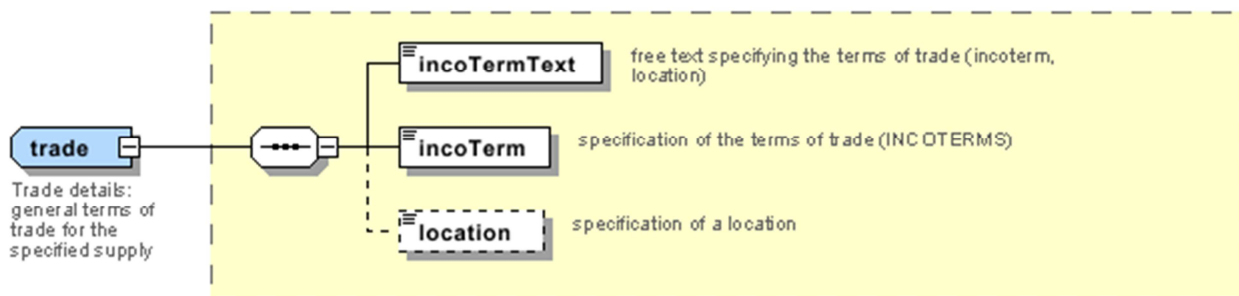 incoTermText
free text specifying the terms of trade (incoterm,
location)
trade
incoTerm
specification of the terms of trade (INCOTERMS)
Trade details:
general terms of
trade for the
specified supply
location
specification of a location